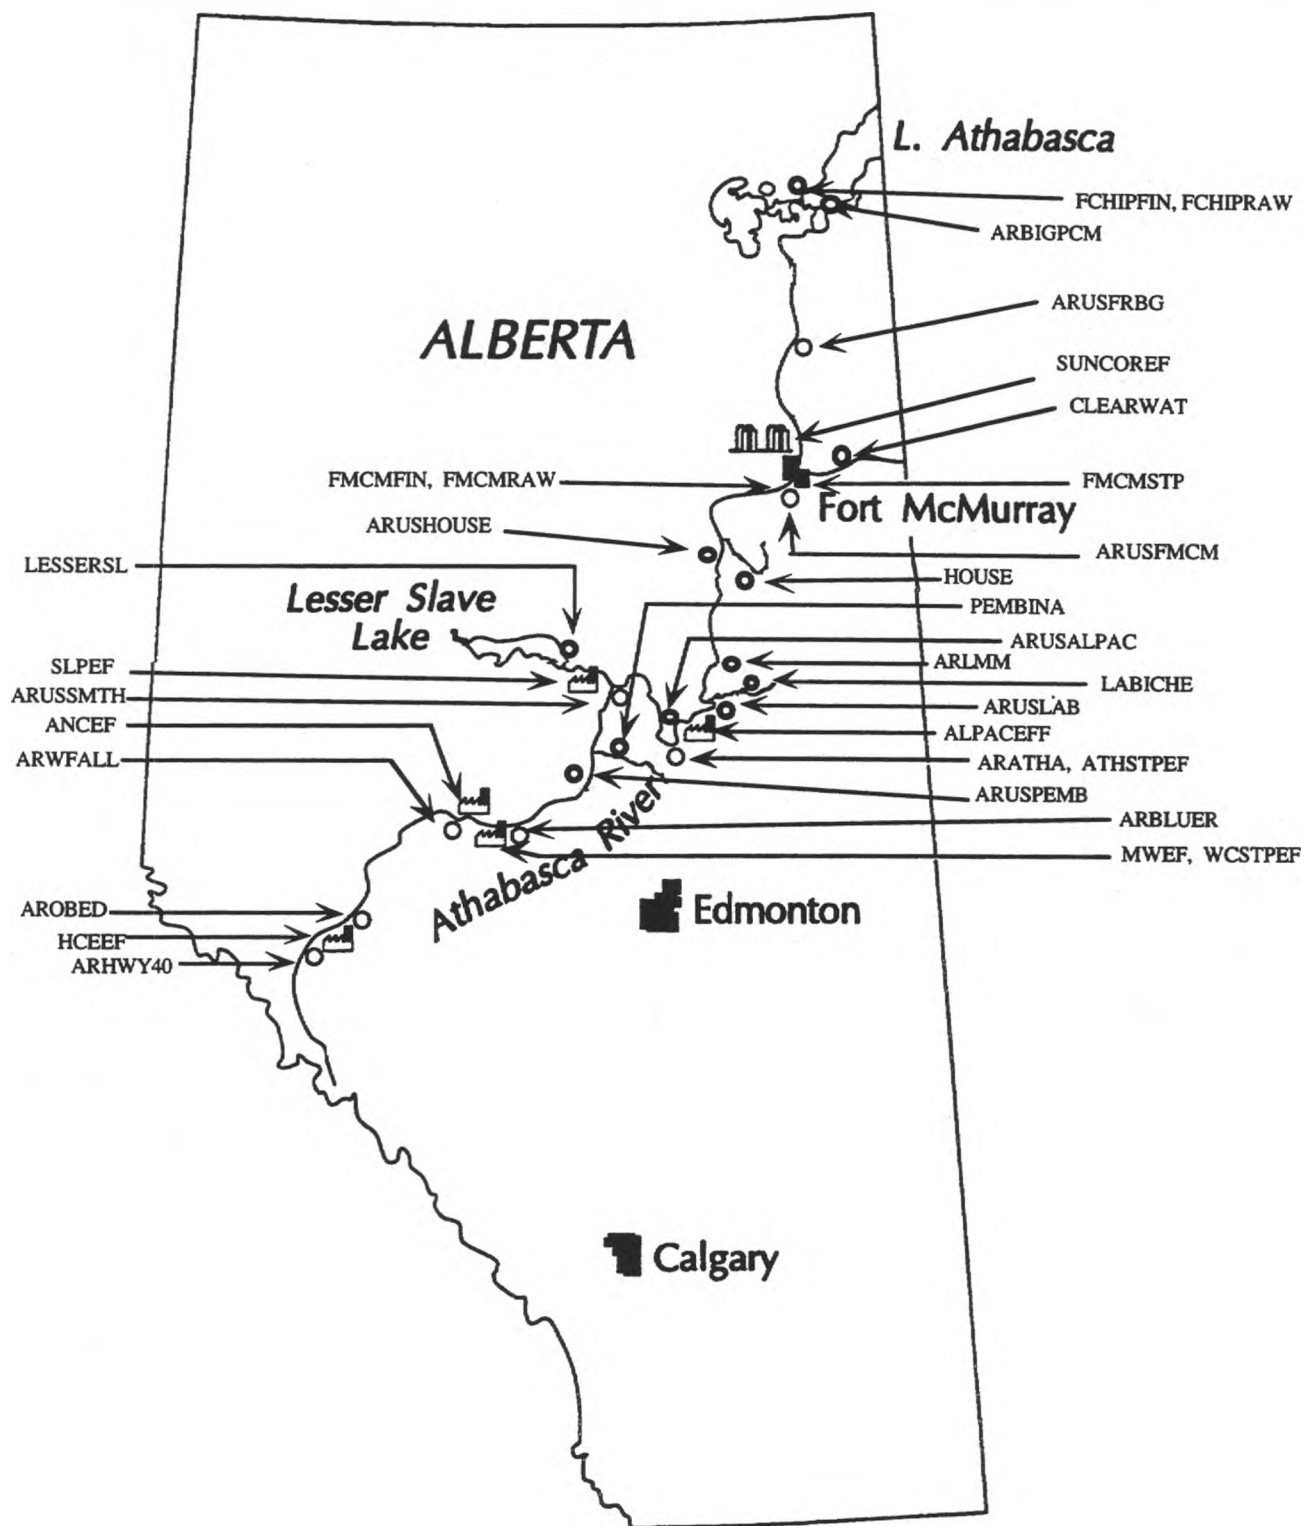 L. Athabasca
FCHIPFIN, FCHIPRAW
ARBIGPCM
ARUSFRBG
ALBERTA
SUNCOREF
CLEARWAT
FMCMFIN, FMCMRAW
FMCMSTP
Fort McMurray
ARUSHOUSE
ARUSFMCM
LESSERSL
HOUSE
Lesser Slave
Lake
PEMBINA
ARUSALPAC
SLPEF
ARLMM
LABICHE
ARUSSMTH
ARUSLAB
ANCEF
ALPACEFF
ARWFALL
ARATHA, ATHSTPEF
ARUSPEMB
ARBLUER
Athabasca River
MWEF, WCSTPEF
AROBED
Edmonton
HCEEF
ARHWY40
Calgary